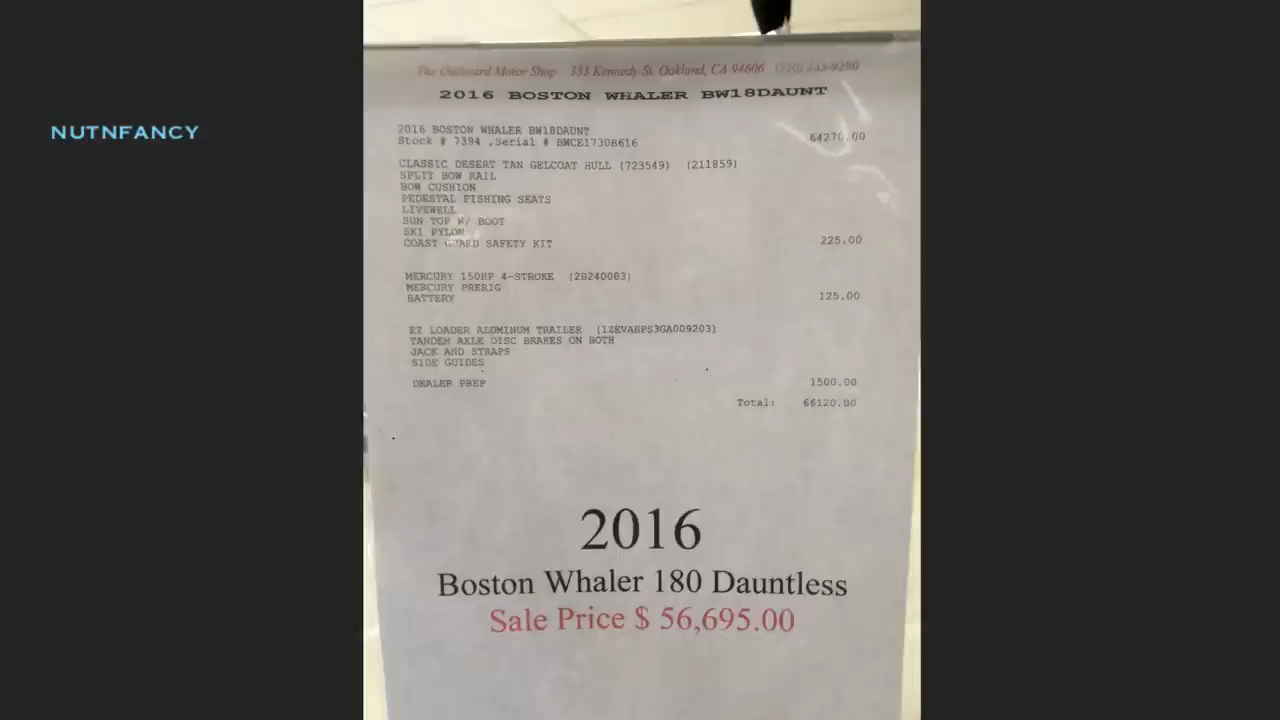 NUTNFANCY
The Outboard Motor Shop 333 Kennedy St. Oakland, CA 94606
2016 BOSTON WHALER BW18DAUNT
2016 BOSTON WHALER BW18DAUNT 64270.00
Stock # 7394 ,Serial # BWCE1730B616
CLASSIC DESERT TAN GELCOAT HULL (723549) (211859)
SPLIT BOW RAIL
BOW CUSHION
PEDESTAL FISHING SEATS
LIVEWELL
SUN TOP W/ BOOT
SKI PYLON
COAST GUARD SAFETY KIT 225.00
MERCURY 150HP 4-STROKE (2B240083)
MERCURY PRERIG
BATTERY 125.00
EZ LOADER ALUMINUM TRAILER (1ZEVABPS3GA009203)
TANDEM AXLE DISC BRAKES ON BOTH
JACK AND STRAPS
SIDE GUIDES
DEALER PREP 1500.00
Total: 66120.00
2016
Boston Whaler 180 Dauntless
Sale Price $ 56,695.00